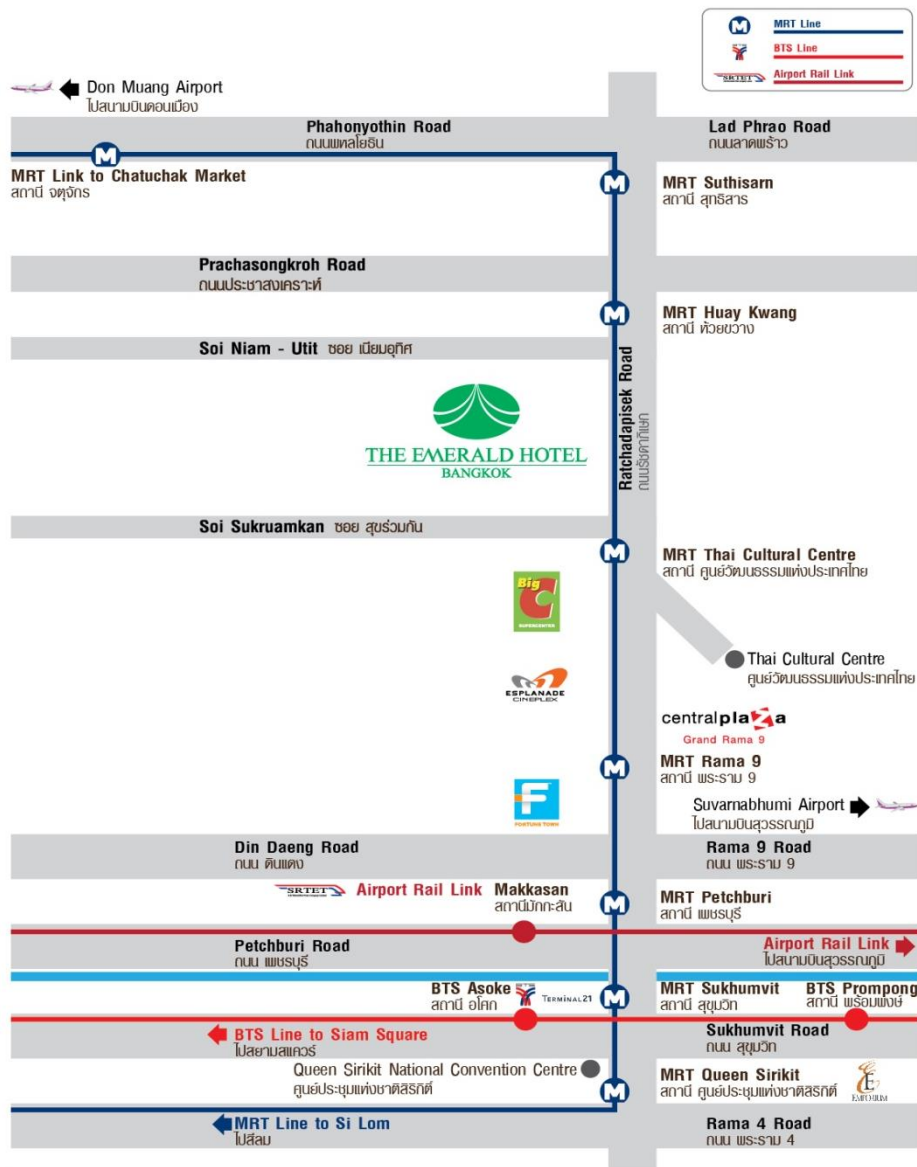 MRT Line
BTS Line
SRTET Airport Rail Link
Don Muang Airport
ไปสนามบินดอนเมือง
Phahonyothin Road
ถนนพหลโยธิน
Lad Phrao Road
ถนนลาดพร้าว
MRT Link to Chatuchak Market
สถานี จตุจักร
MRT Suthisarn
สถานี สุทธิสาร
Prachasongkroh Road
ถนนประชาสงเคราะห์
MRT Huay Kwang
สถานี ห้วยขวาง
Soi Niam - Utit ซอย เนียมอุทิศ
Ratchadapisek Road
ถนนรัชดาภิเษก
THE EMERALD HOTEL
BANGKOK
Soi Sukruamkan ซอย สุขร่วมกัน
MRT Thai Cultural Centre
สถานี ศูนย์วัฒนธรรมแห่งประเทศไทย
Big C
SUPERCENTER
Thai Cultural Centre
ศูนย์วัฒนธรรมแห่งประเทศไทย
ESPLANADE
CINEPLEX
centralplaza
Grand Rama 9
MRT Rama 9
สถานี พระราม 9
FORTUNE TOWN
Suvarnabhumi Airport
ไปสนามบินสุวรรณภูมิ
Din Daeng Road
ถนน ดินแดง
Rama 9 Road
ถนน พระราม 9
SRTET Airport Rail Link Makkasan
สถานีมักกะสัน
MRT Petchburi
สถานี เพชรบุรี
Petchburi Road
ถนน เพชรบุรี
Airport Rail Link
ไปสนามบินสุวรรณภูมิ
BTS Asoke
สถานี อโศก
TERMINAL21
MRT Sukhumvit
สถานี สุขุมวิท
BTS Prompong
สถานี พร้อมพงษ์
BTS Line to Siam Square
ไปสยามสแควร์
Sukhumvit Road
ถนน สุขุมวิท
Queen Sirikit National Convention Centre
ศูนย์ประชุมแห่งชาติสิริกิติ์
MRT Queen Sirikit
สถานี ศูนย์ประชุมแห่งชาติสิริกิติ์
EMPORIUM
MRT Line to Si Lom
ไปสีลม
Rama 4 Road
ถนน พระราม 4